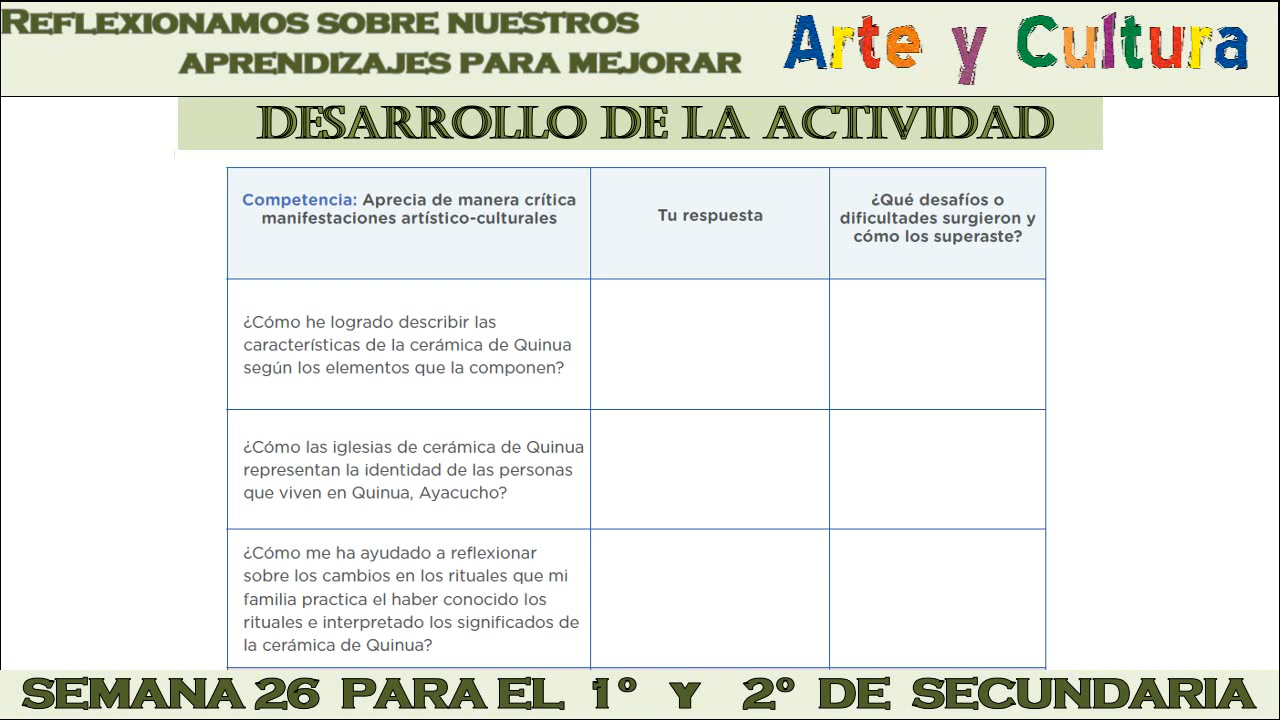 REFLEXIONAMOS SOBRE NUESTROS
APRENDIZAJES PARA MEJORAR
Arte y Cultura
DESARROLLO DE LA ACTIVIDAD
Competencia: Aprecia de manera crítica
manifestaciones artístico-culturales
Tu respuesta
¿Qué desafíos o
dificultades surgieron y
cómo los superaste?
¿Cómo he logrado describir las
características de la cerámica de Quinua
según los elementos que la componen?
¿Cómo las iglesias de cerámica de Quinua
representan la identidad de las personas
que viven en Quinua, Ayacucho?
¿Cómo me ha ayudado a reflexionar
sobre los cambios en los rituales que mi
familia practica el haber conocido los
rituales e interpretado los significados de
la cerámica de Quinua?
SEMANA 26 PARA EL 1° Y 2° DE SECUNDARIA